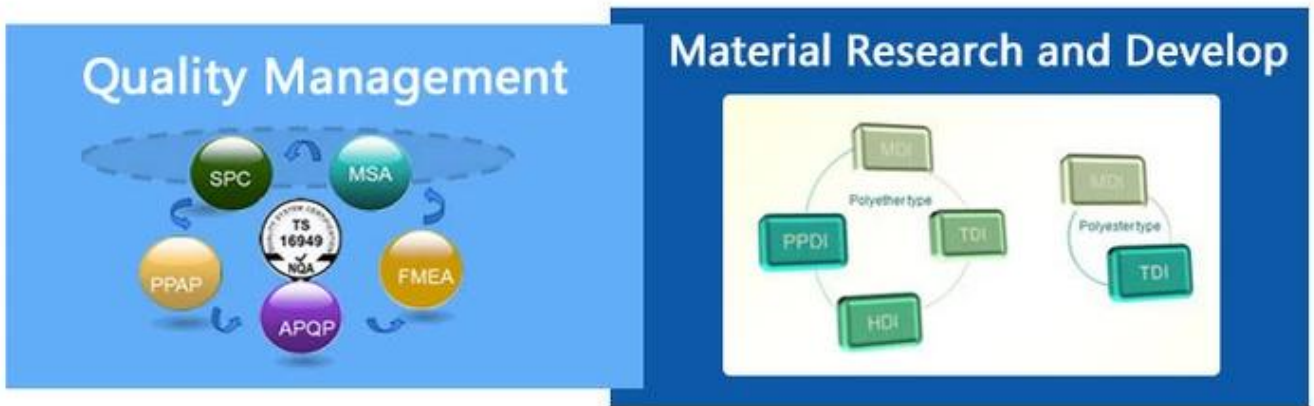 Quality Management
SPC
MSA
TS
16949
NQA
PPAP
FMEA
APQP
Material Research and Develop
MDI
Polyether type
PPDI
TDI
HDI
MDI
Polyester type
TDI